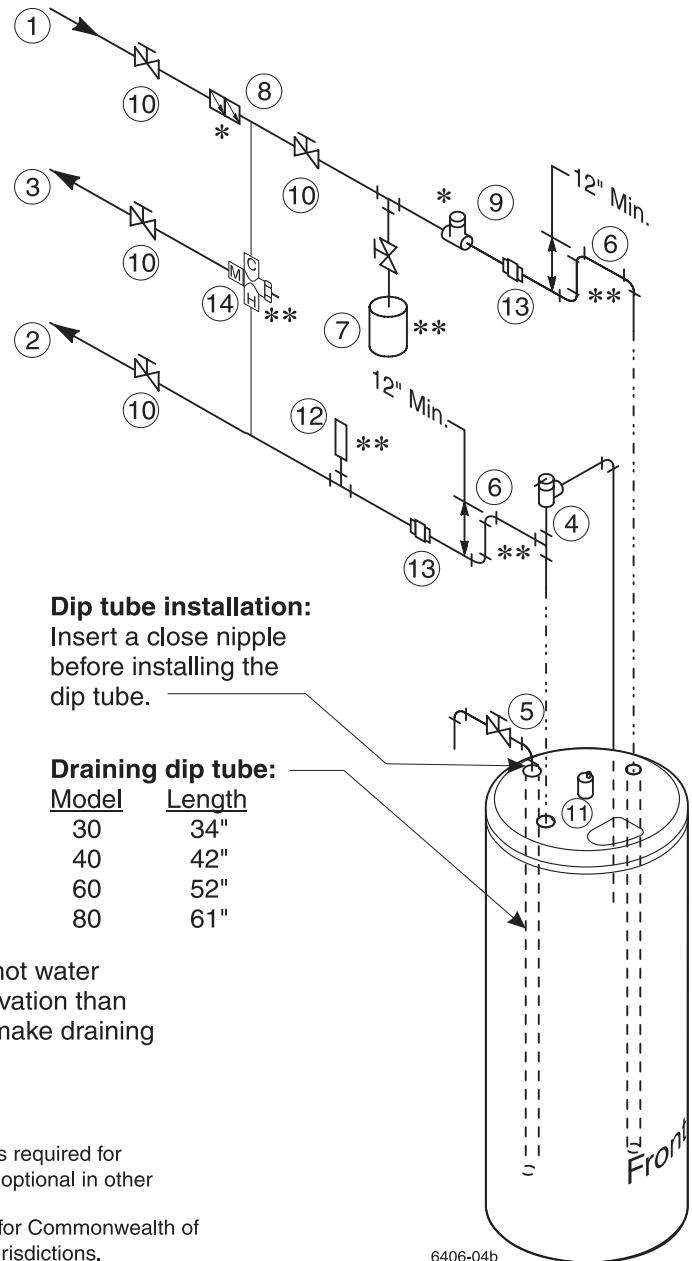 1
10
8
*
3
10
10
*
9
12" Min.
6
**
13
M
C
H
14
**
7
**
2
10
12
**
12" Min.
6
**
4
13
Dip tube installation:
Insert a close nipple
before installing the
dip tube.
5
Draining dip tube:
Model Length
30 34"
40 42"
60 52"
80 61"
11
not water
vation than
make draining
s required for
optional in other
for Commonwealth of
risdictions.
Front
6406-04b